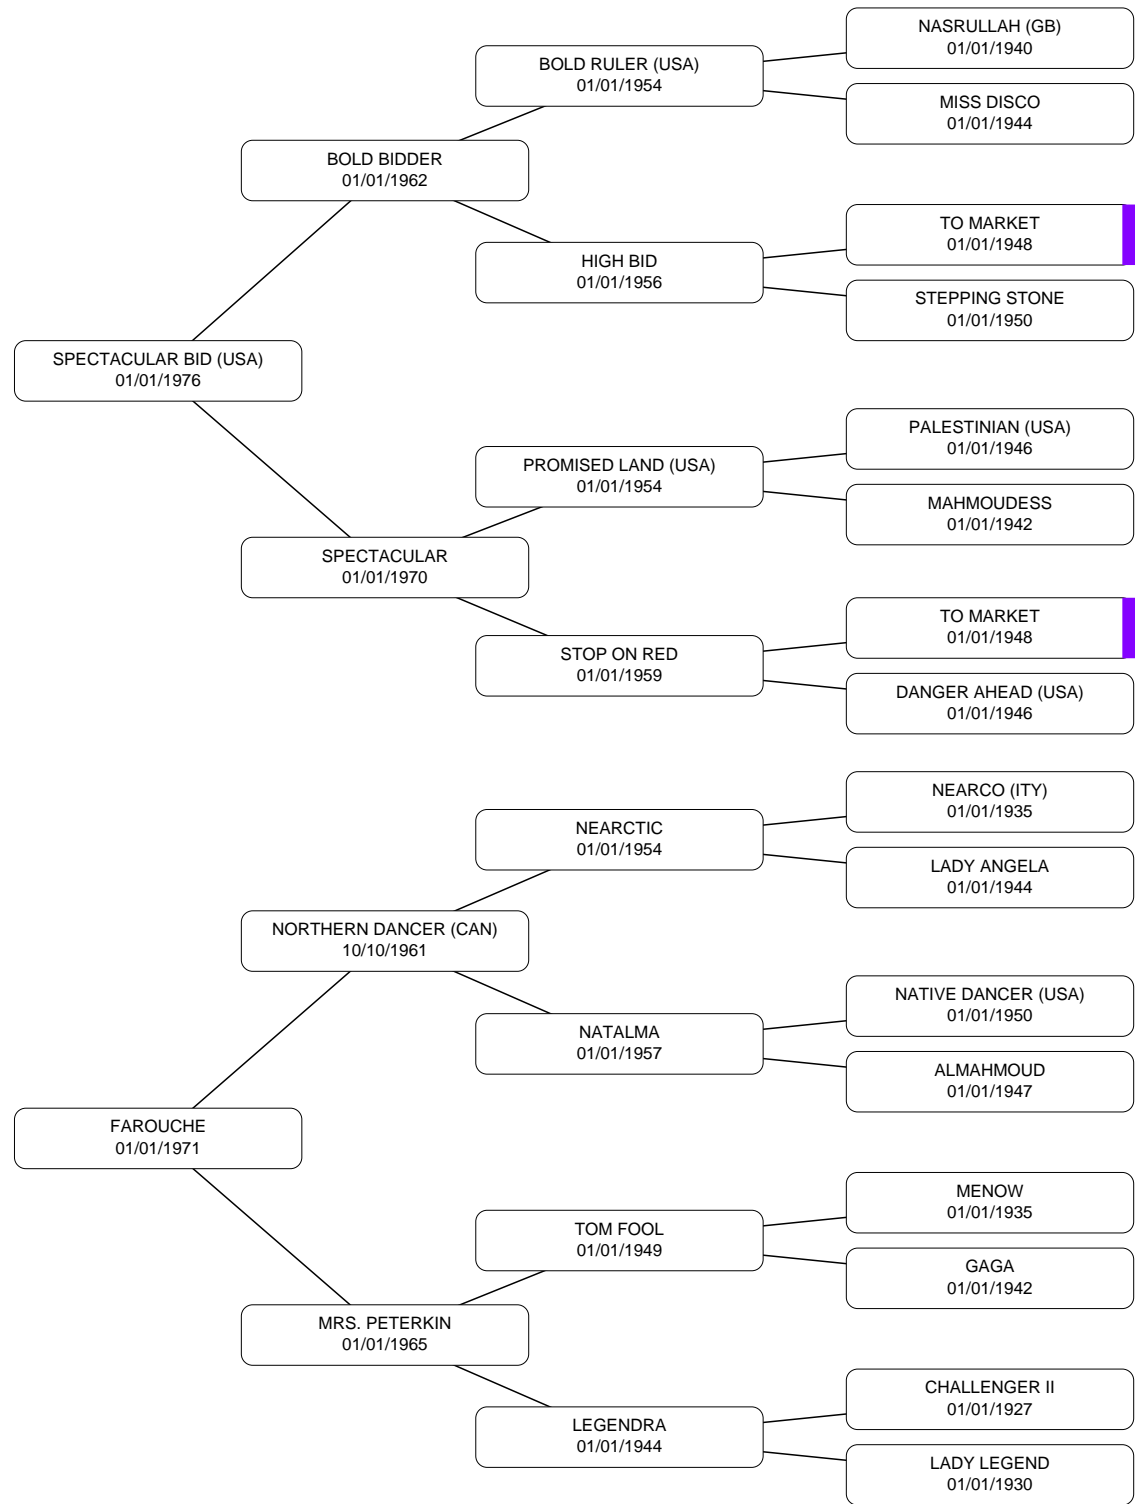 NASRULLAH (GB)
01/01/1940
BOLD RULER (USA)
01/01/1954
MISS DISCO
01/01/1944
BOLD BIDDER
01/01/1962
TO MARKET
01/01/1948
HIGH BID
01/01/1956
STEPPING STONE
01/01/1950
SPECTACULAR BID (USA)
01/01/1976
PALESTINIAN (USA)
01/01/1946
PROMISED LAND (USA)
01/01/1954
MAHMOUDESS
01/01/1942
SPECTACULAR
01/01/1970
TO MARKET
01/01/1948
STOP ON RED
01/01/1959
DANGER AHEAD (USA)
01/01/1946
NEARCO (ITY)
01/01/1935
NEARCTIC
01/01/1954
LADY ANGELA
01/01/1944
NORTHERN DANCER (CAN)
10/10/1961
NATIVE DANCER (USA)
01/01/1950
NATALMA
01/01/1957
ALMAHMOUD
01/01/1947
FAROUCHE
01/01/1971
MENOW
01/01/1935
TOM FOOL
01/01/1949
GAGA
01/01/1942
MRS. PETERKIN
01/01/1965
CHALLENGER II
01/01/1927
LEGENDRA
01/01/1944
LADY LEGEND
01/01/1930